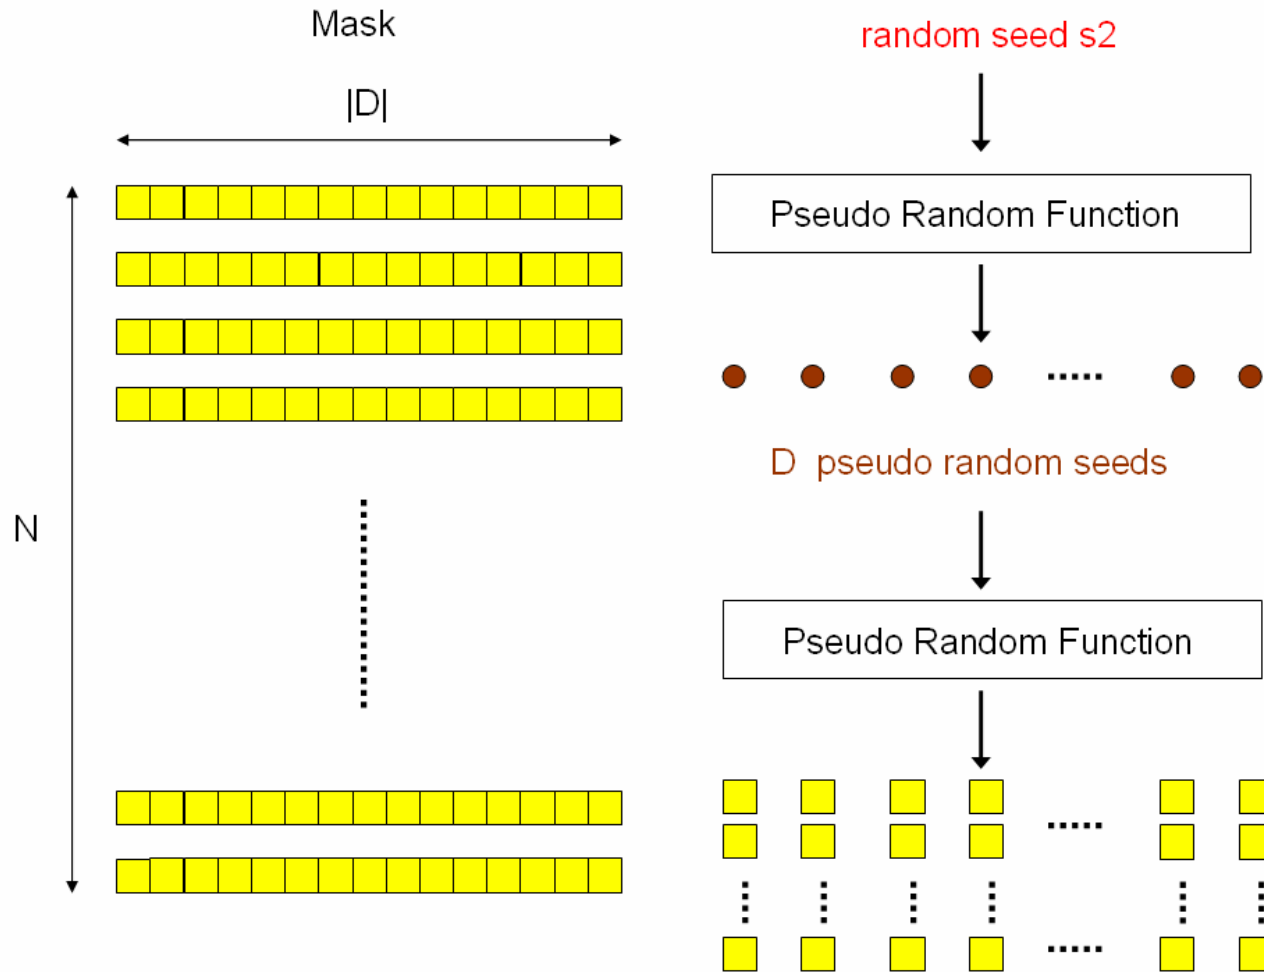 Mask
|D|
N
random seed s2
Pseudo Random Function
D pseudo random seeds
Pseudo Random Function